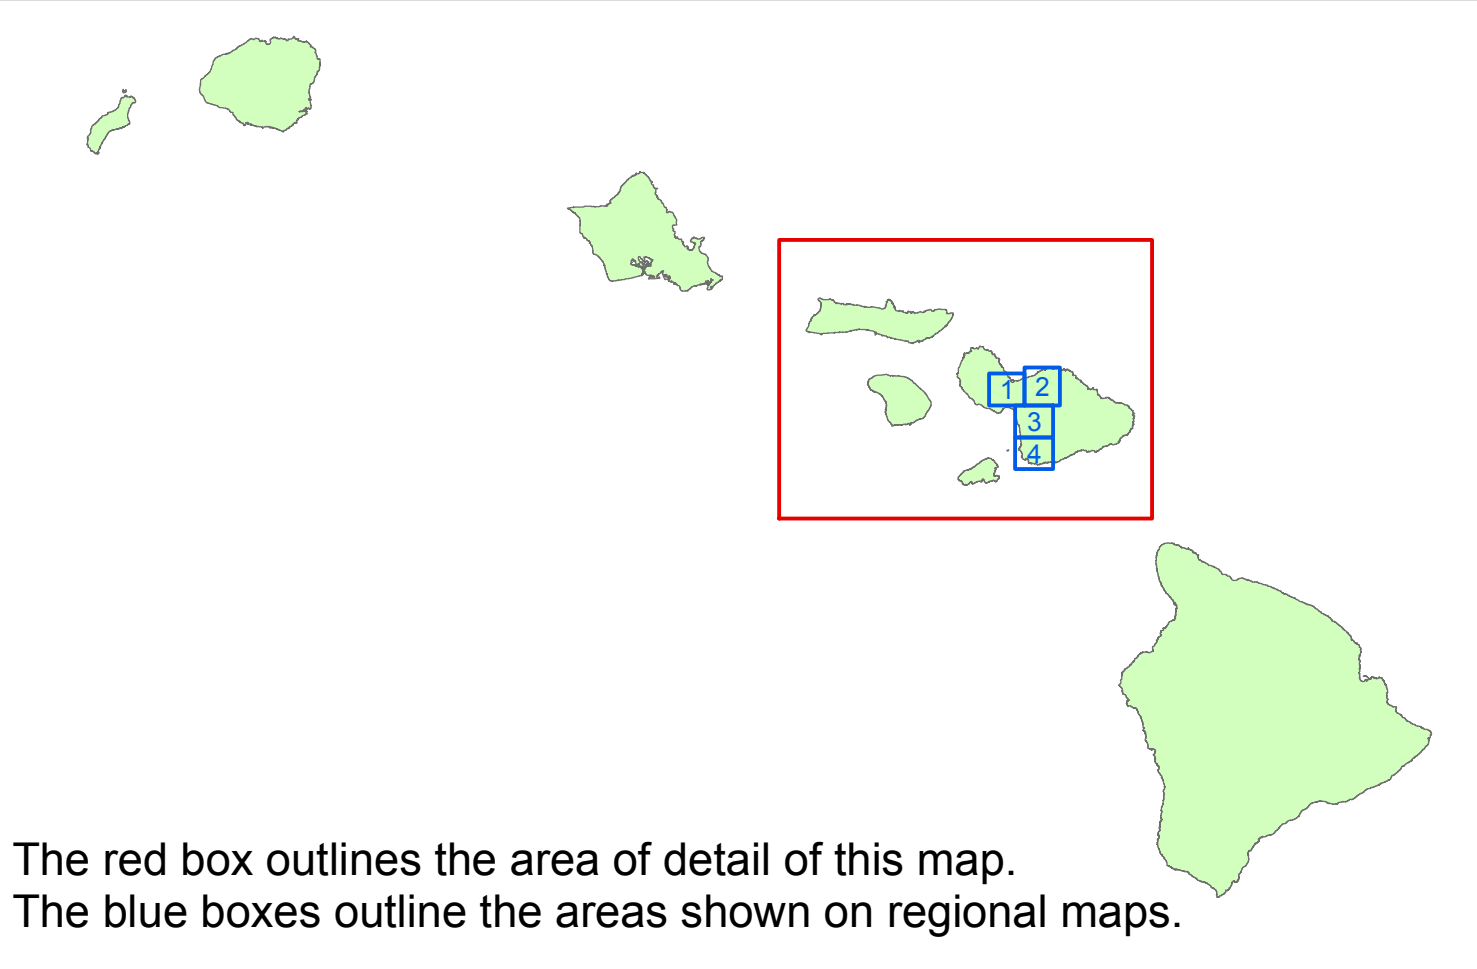 1
2
3
4
The red box outlines the area of detail of this map.
The blue boxes outline the areas shown on regional maps.